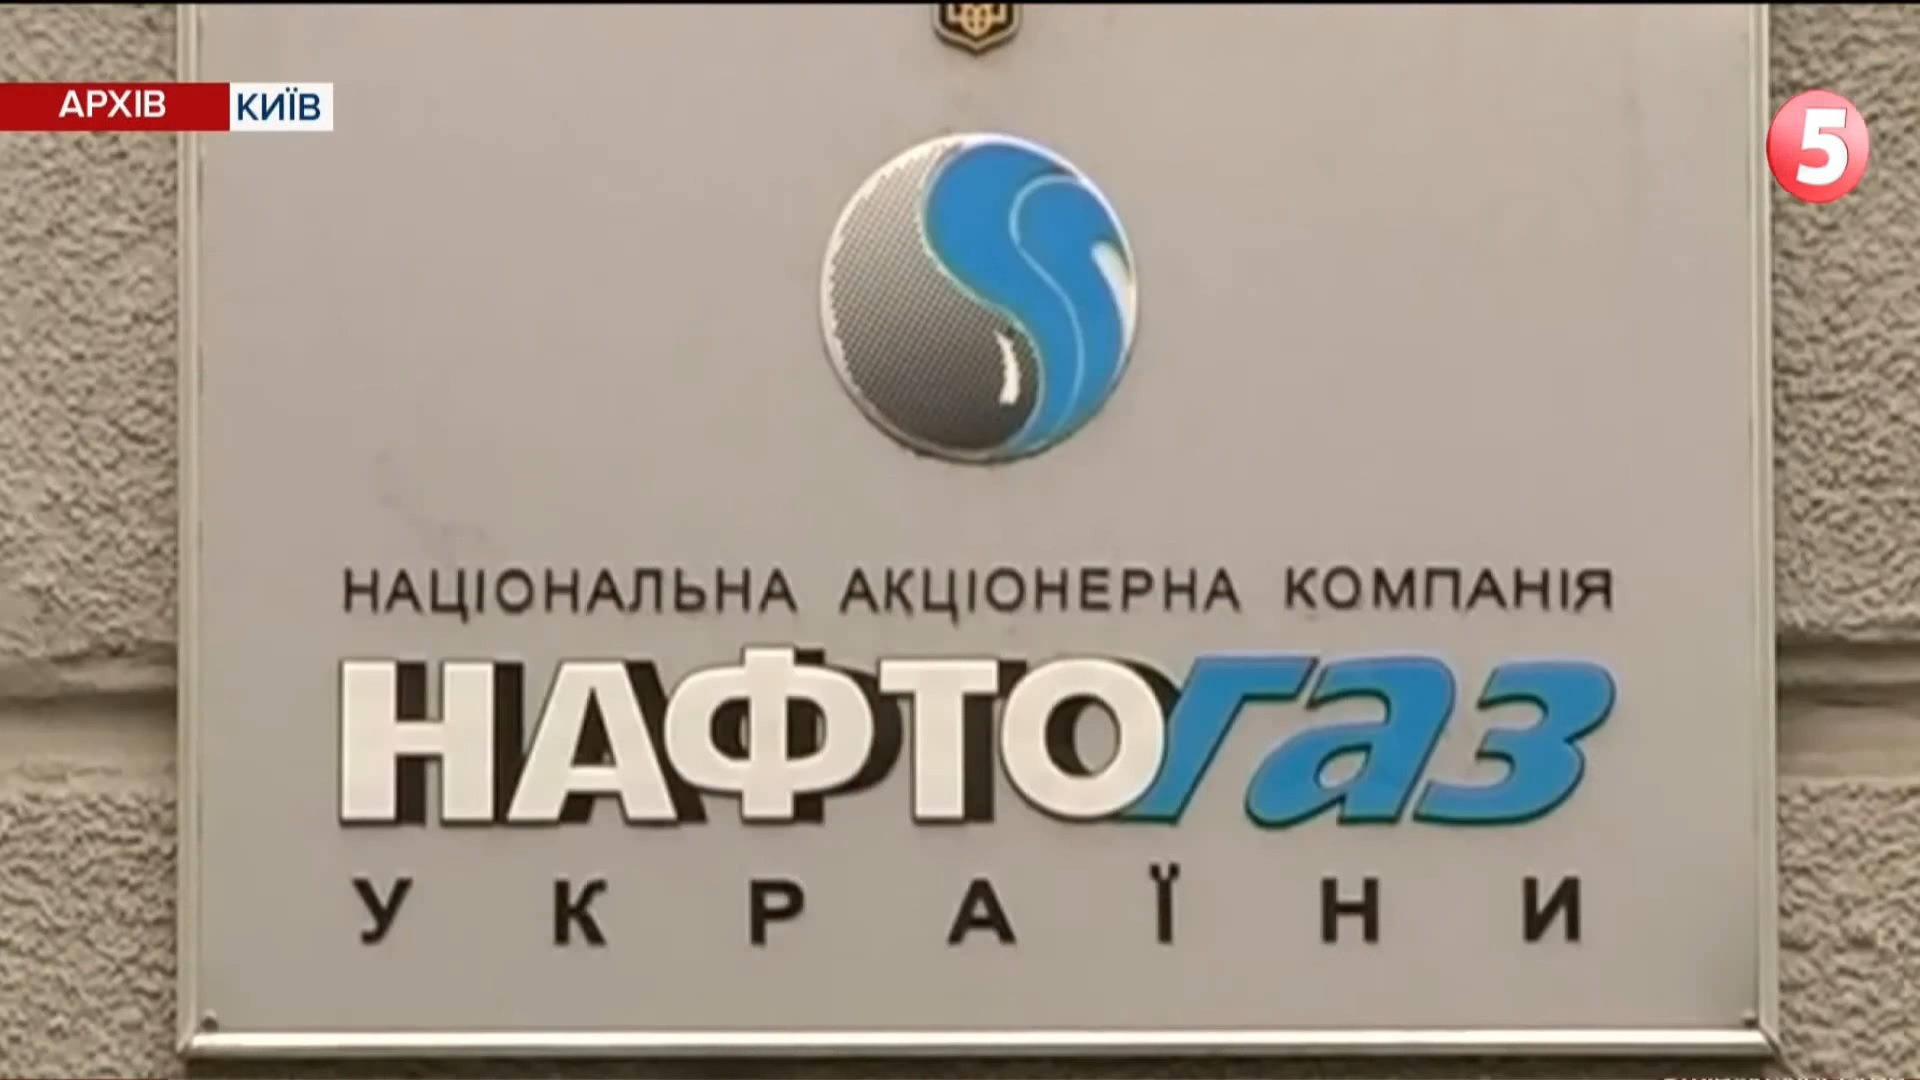 АРХІВ КИЇВ
5
НАЦІОНАЛЬНА АКЦІОНЕРНА КОМПАНІЯ
НАФТОгаз
УКРАЇНИ